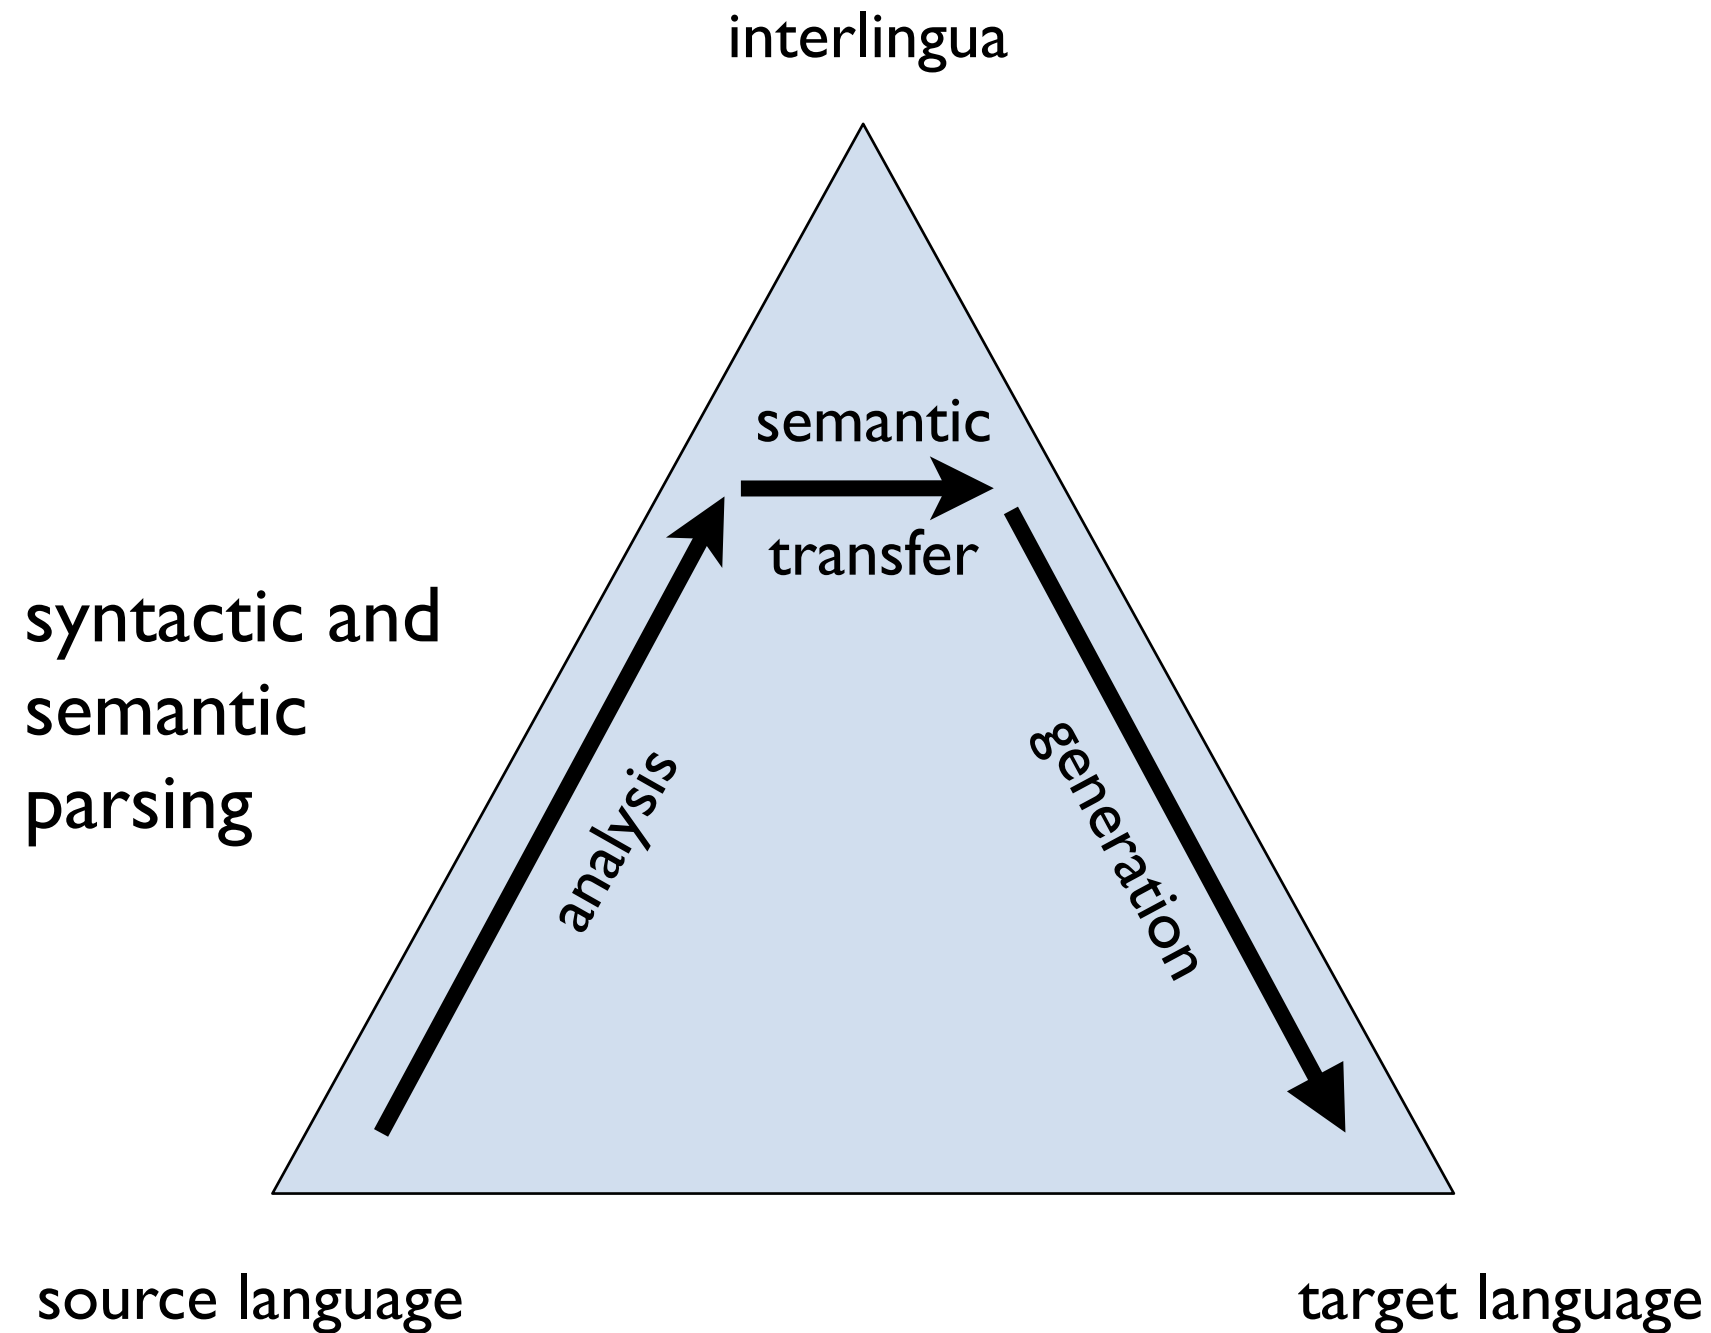 interlingua
semantic
transfer
syntactic and
semantic
parsing
analysis
generation
source language
target language